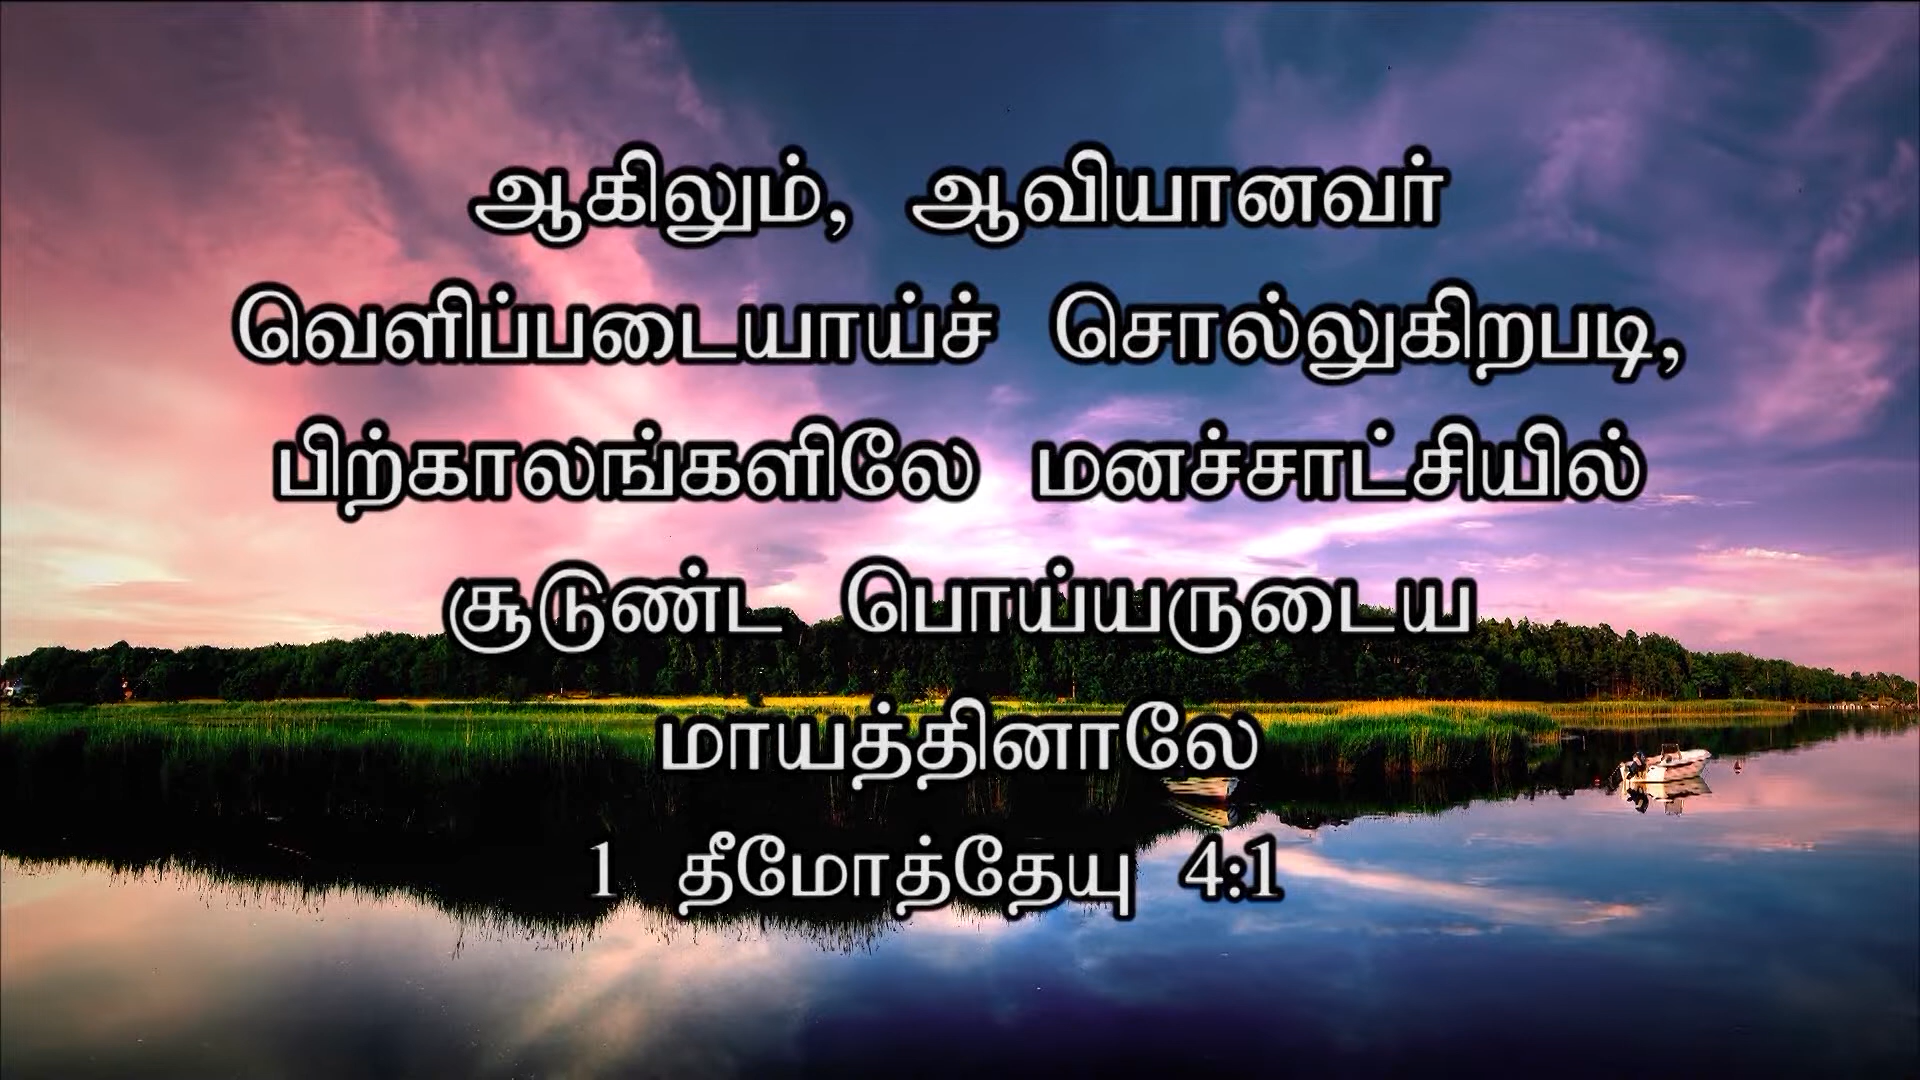 ஆகிலும், ஆவியானவர்
வெளிப்படையாய்ச் சொல்லுகிறபடி,
பிற்காலங்களிலே மனச்சாட்சியில்
சூடுண்ட பொய்யருடைய
மாயத்தினாலே
1 தீமோத்தேயு 4:1